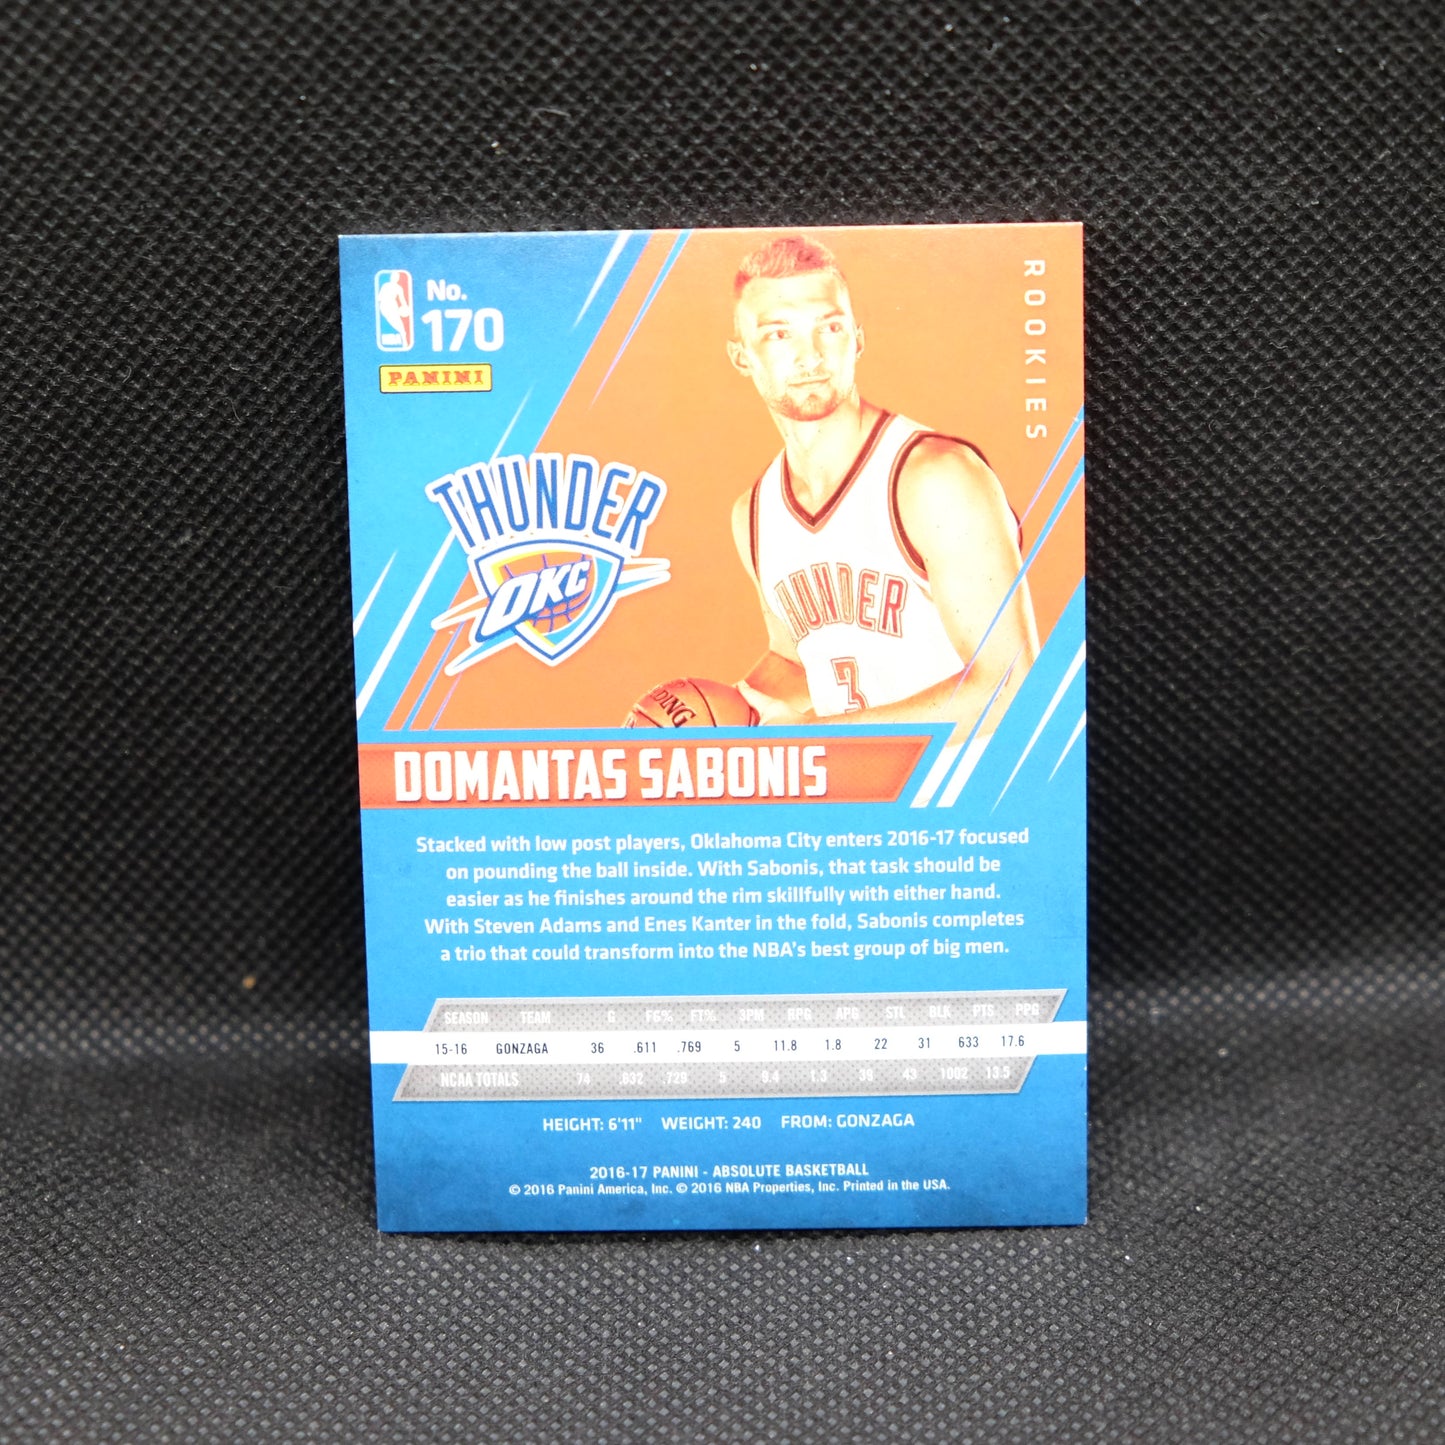 No.
170
PANINI
ROOKIES
THUNDER
OKC
THUNDER
3
DING
DOMANTAS SABONIS
Stacked with low post players, Oklahoma City enters 2016-17 focused
on pounding the ball inside. With Sabonis, that task should be
easier as he finishes around the rim skillfully with either hand.
With Steven Adams and Enes Kanter in the fold, Sabonis completes
a trio that could transform into the NBA's best group of big men.
SEASON TEAM G FG% FT% 3PM RPG APG STL BLK PTS PPG
15-16 GONZAGA 36 .611 .769 5 11.8 1.8 22 31 633 17.6
NCAA TOTALS 74 .632 .729 5 9.4 1.3 39 43 1002 13.5
HEIGHT: 6'11" WEIGHT: 240 FROM: GONZAGA
2016-17 PANINI - ABSOLUTE BASKETBALL
© 2016 Panini America, Inc. © 2016 NBA Properties, Inc. Printed in the USA.